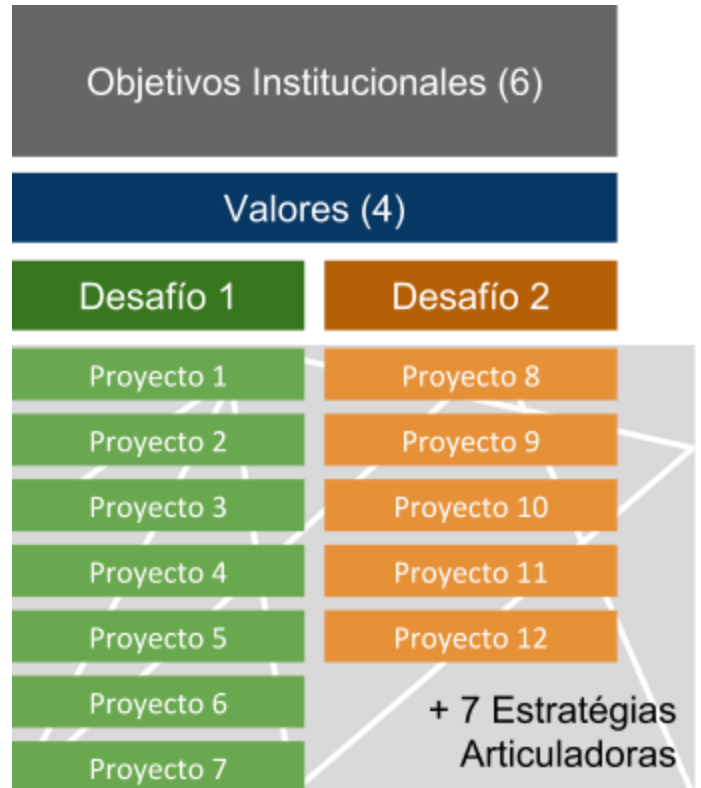 Objetivos Institucionales (6)
Valores (4)
Desafío 1
Desafío 2
Proyecto 1
Proyecto 8
Proyecto 2
Proyecto 9
Proyecto 3
Proyecto 10
Proyecto 4
Proyecto 11
Proyecto 5
Proyecto 12
Proyecto 6
Proyecto 7
+ 7 Estratégias
Articuladoras